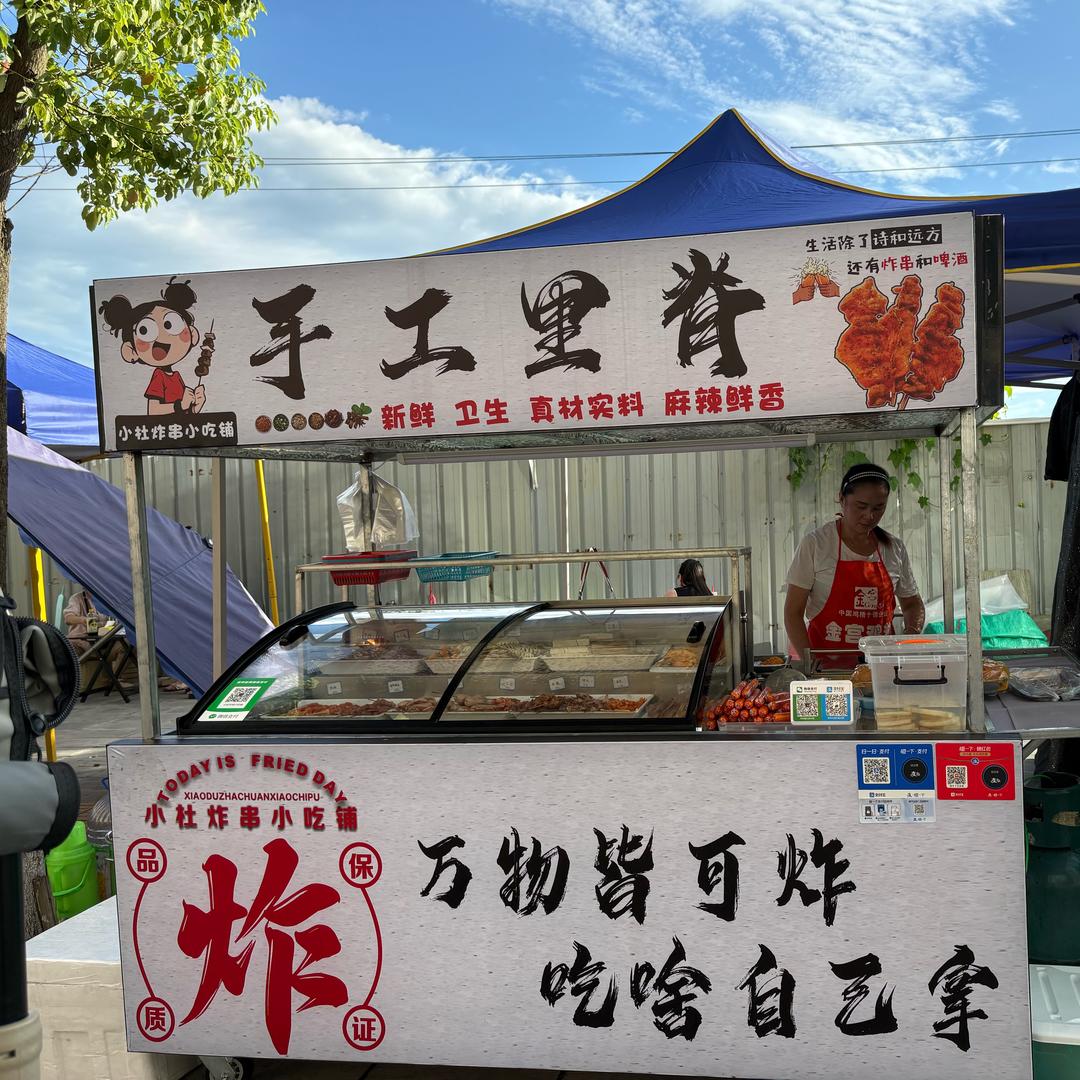 生活除了诗和远方
还有炸串和啤酒
手工里脊
新鲜 卫生 真材实料 麻辣鲜香
小杜炸串小吃铺
TODAY IS FRIED DAY
XIAODUZHACHUANXIAOCHIPU
小杜炸串小吃铺
品质保证
炸
万物皆可炸
吃啥自己拿